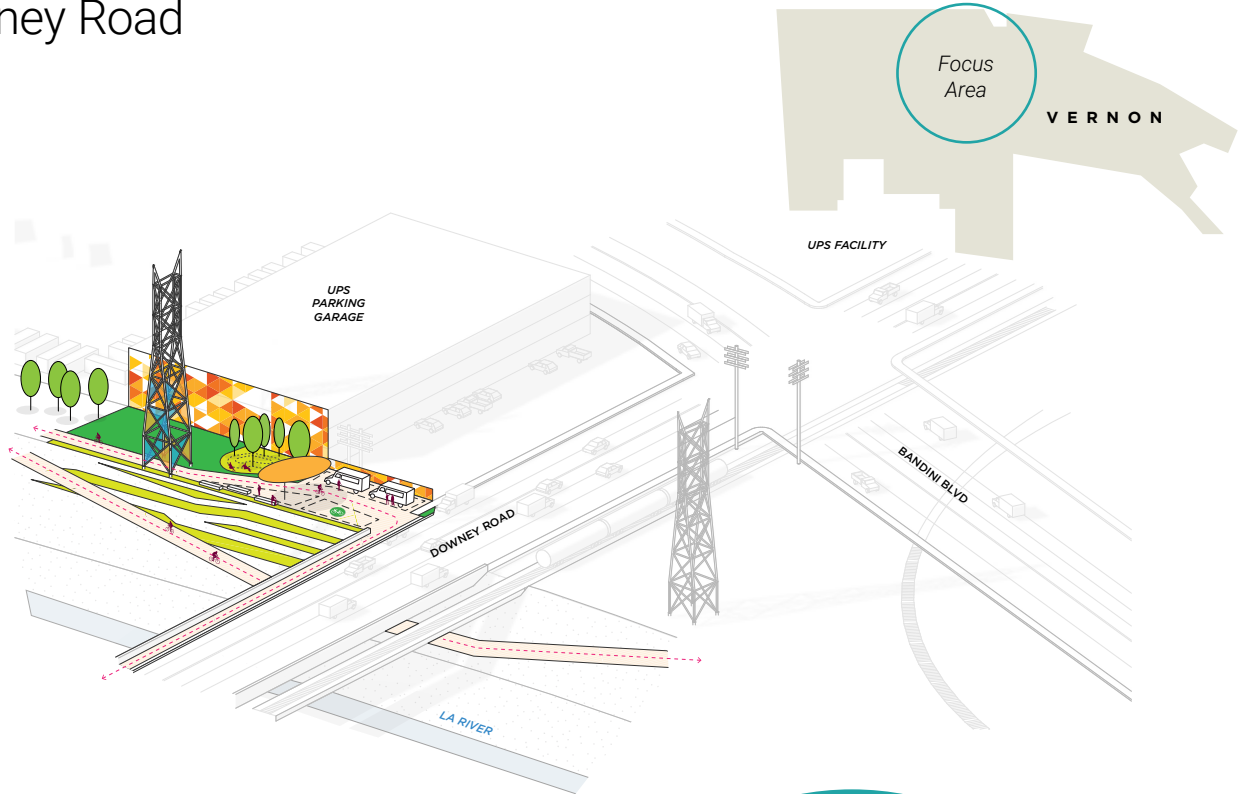 ney Road
Focus
Area
VERNON
UPS FACILITY
UPS
PARKING
GARAGE
BANDINI BLVD
DOWNEY ROAD
LA RIVER